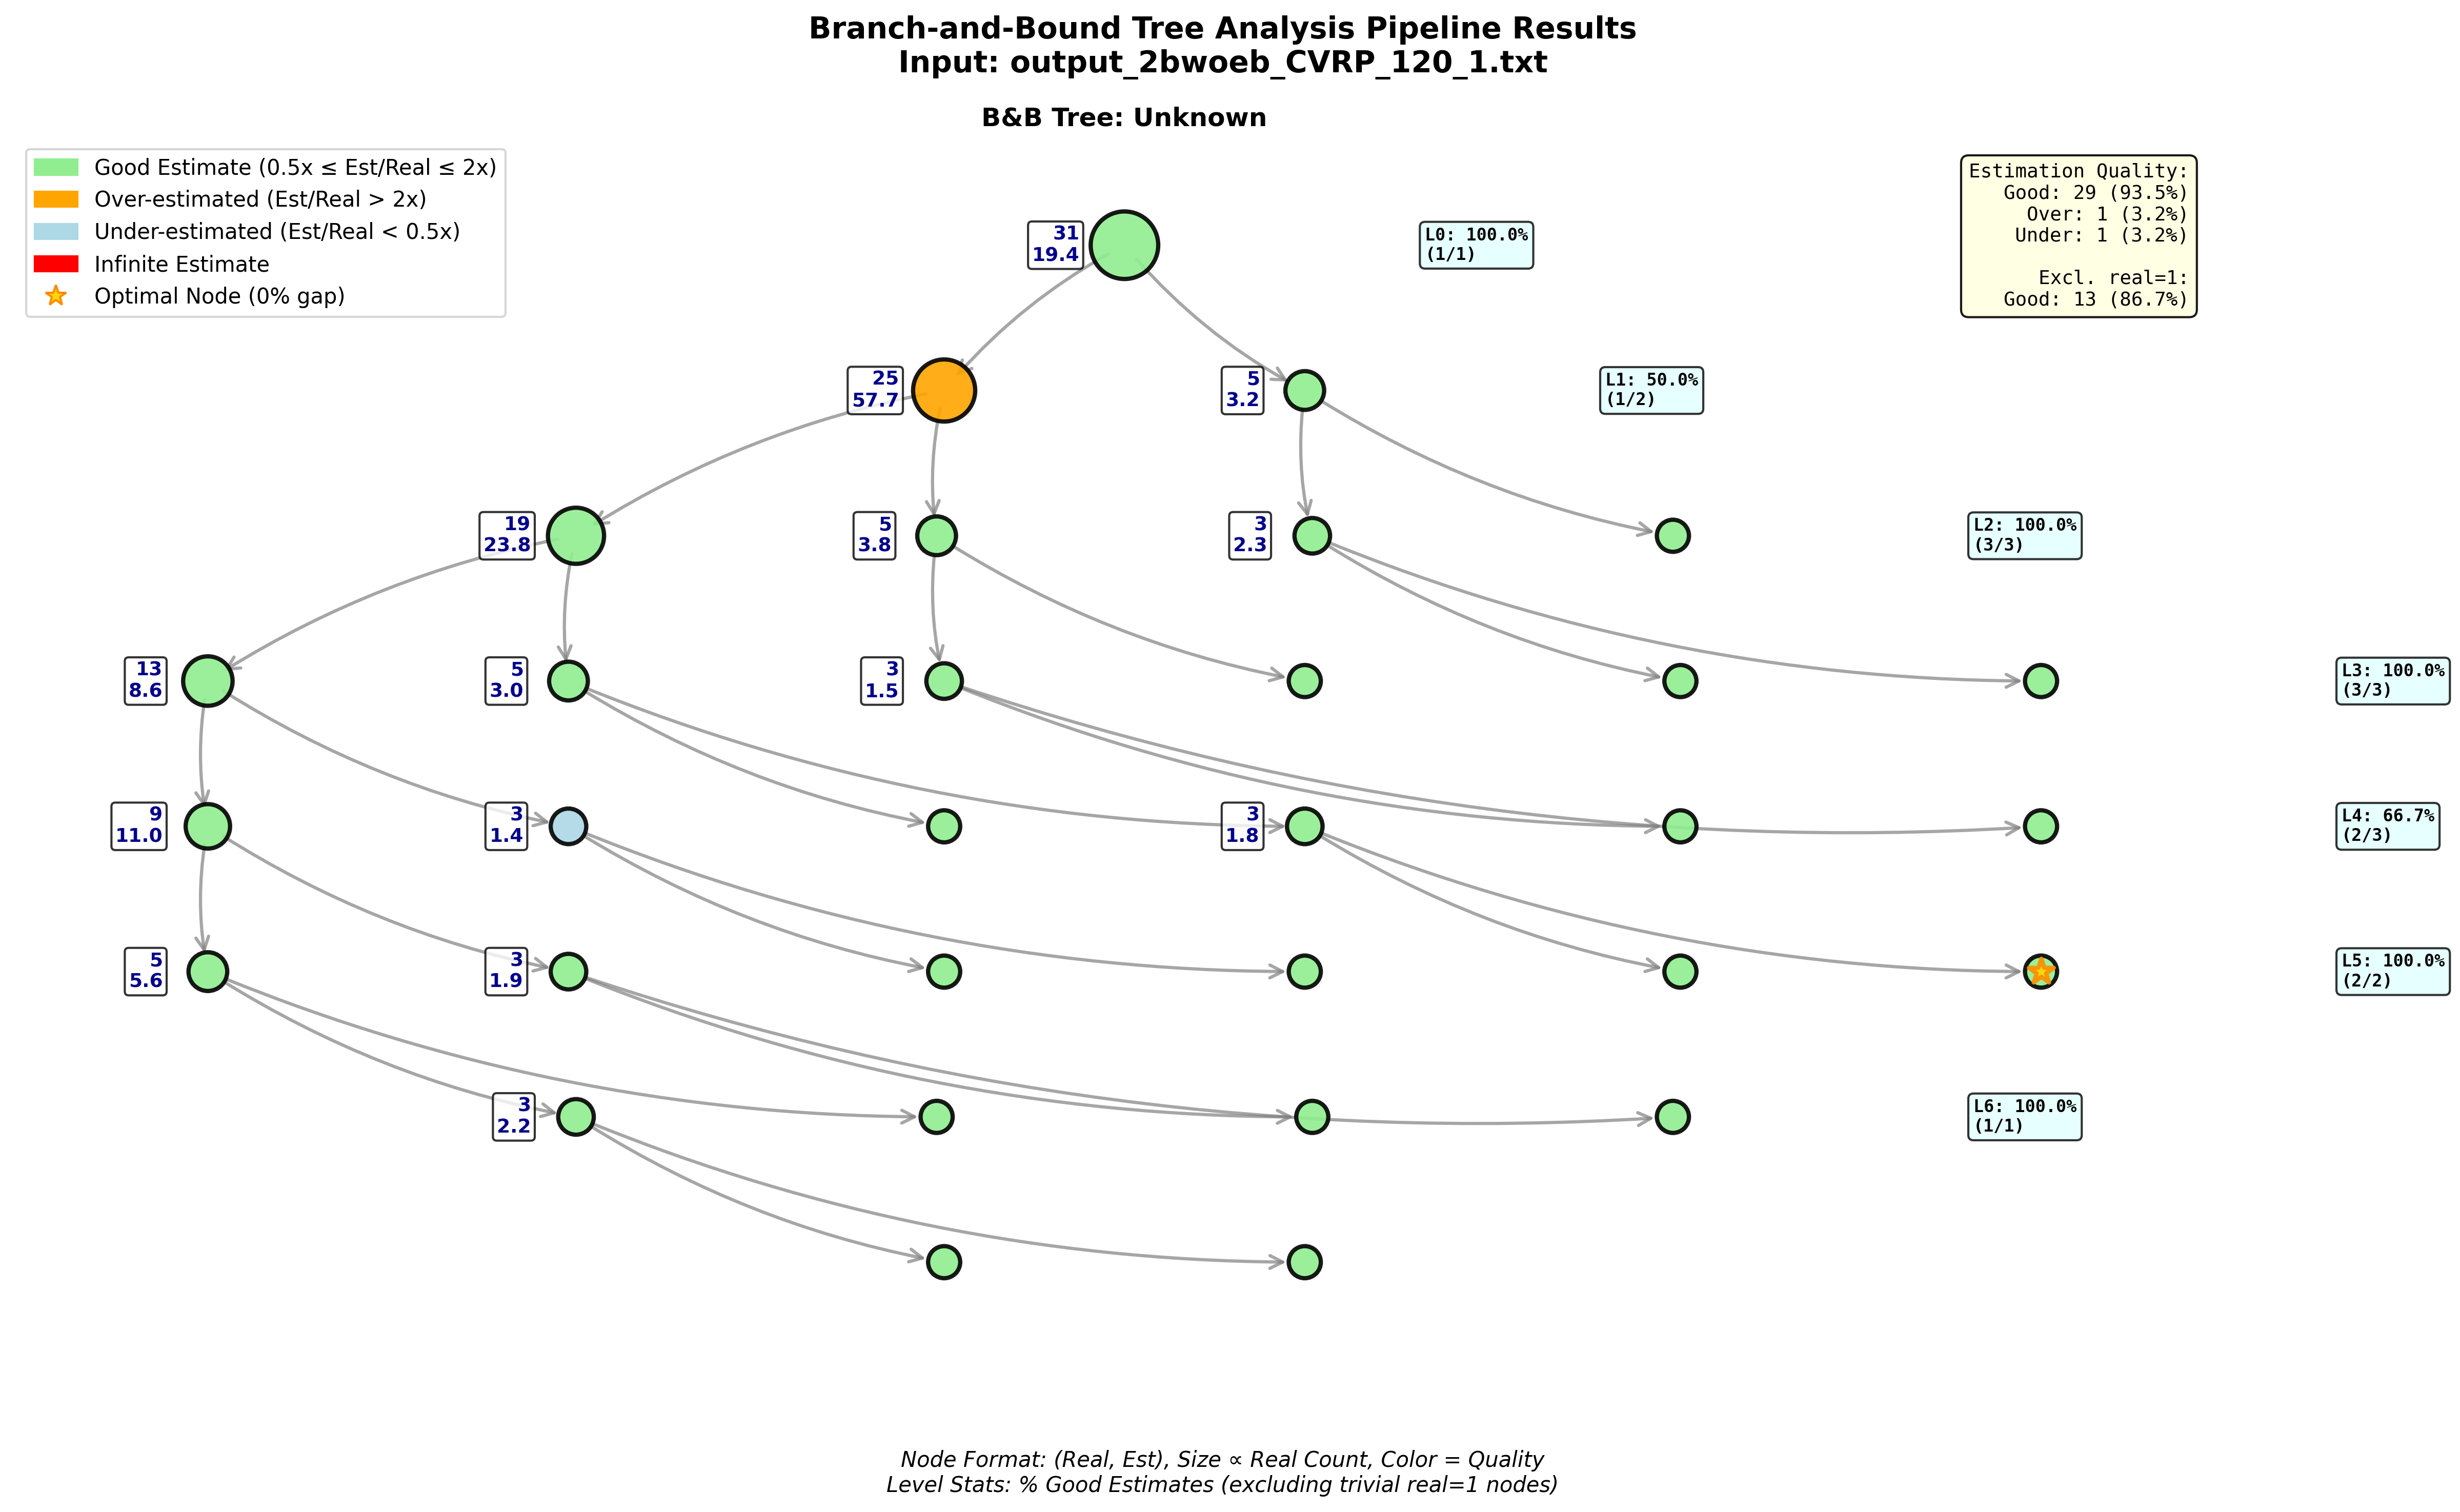 Branch-and-Bound Tree Analysis Pipeline Results
Input: output_2bwoeb_CVRP_120_1.txt
B&B Tree: Unknown
Good Estimate (0.5x ≤ Est/Real ≤ 2x)
Over-estimated (Est/Real > 2x)
Under-estimated (Est/Real < 0.5x)
Infinite Estimate
Optimal Node (0% gap)
Estimation Quality:
Good: 29 (93.5%)
Over: 1 (3.2%)
Under: 1 (3.2%)
Excl. real=1:
Good: 13 (86.7%)
31
19.4
L0: 100.0%
(1/1)
25
57.7
5
3.2
L1: 50.0%
(1/2)
19
23.8
5
3.8
3
2.3
L2: 100.0%
(3/3)
13
8.6
5
3.0
3
1.5
L3: 100.0%
(3/3)
9
11.0
3
1.4
3
1.8
L4: 66.7%
(2/3)
5
5.6
3
1.9
L5: 100.0%
(2/2)
3
2.2
L6: 100.0%
(1/1)
Node Format: (Real, Est), Size ∝ Real Count, Color = Quality
Level Stats: % Good Estimates (excluding trivial real=1 nodes)